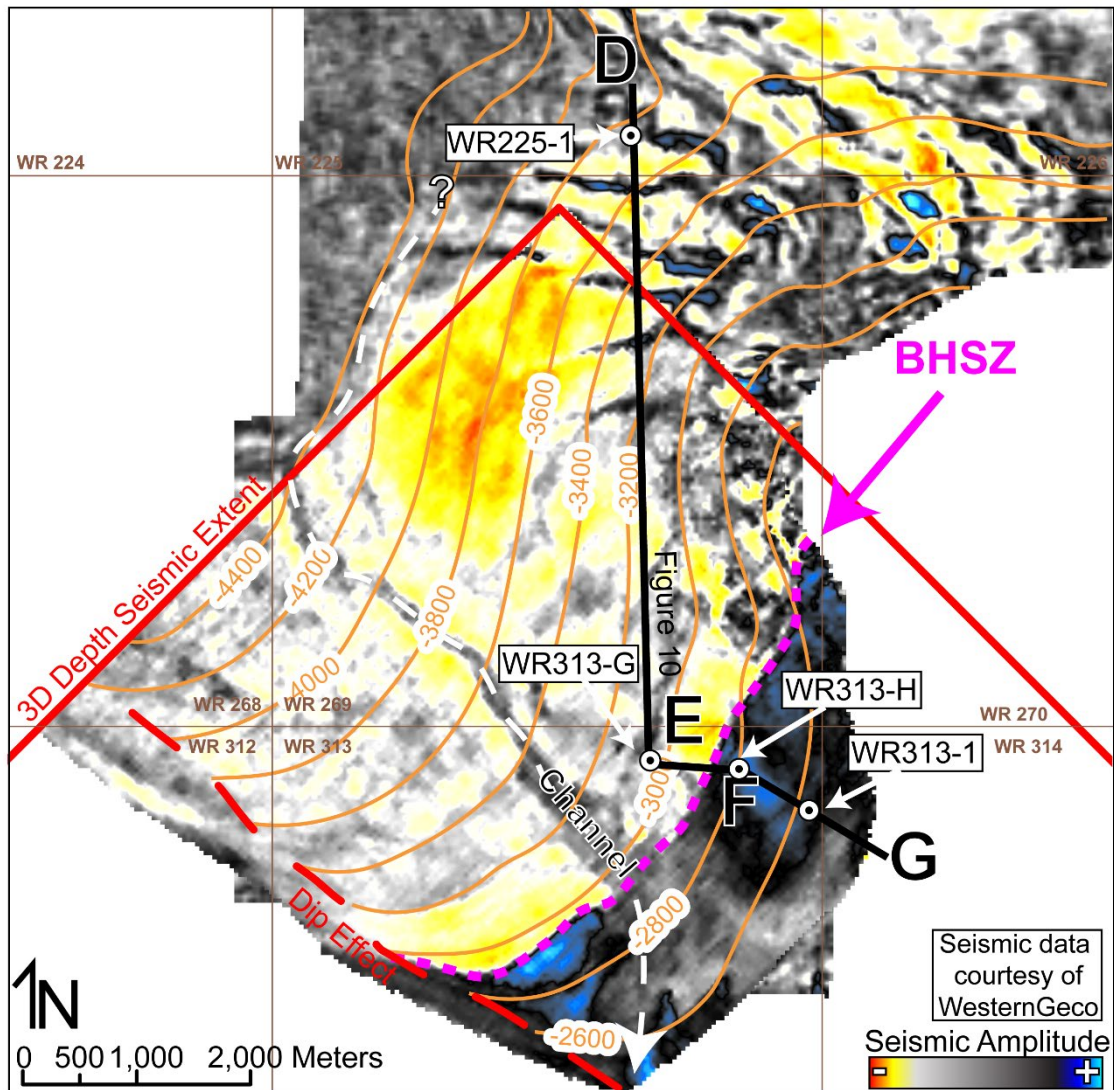 D
WR225-1
WR 224
WR 225
WR 226
?
BHSZ
-3600
-3400
-3200
3D Depth Seismic Extent
-4400
-4200
-3800
-4000
Figure 10
WR313-G
WR313-H
WR 268
WR 269
WR 270
WR 312
WR 313
WR 314
E
WR313-1
-3000
F
Channel
G
Dip Effect
-2800
Seismic data
courtesy of
WesternGeco
N
-2600
0 500 1,000 2,000 Meters
Seismic Amplitude
- +